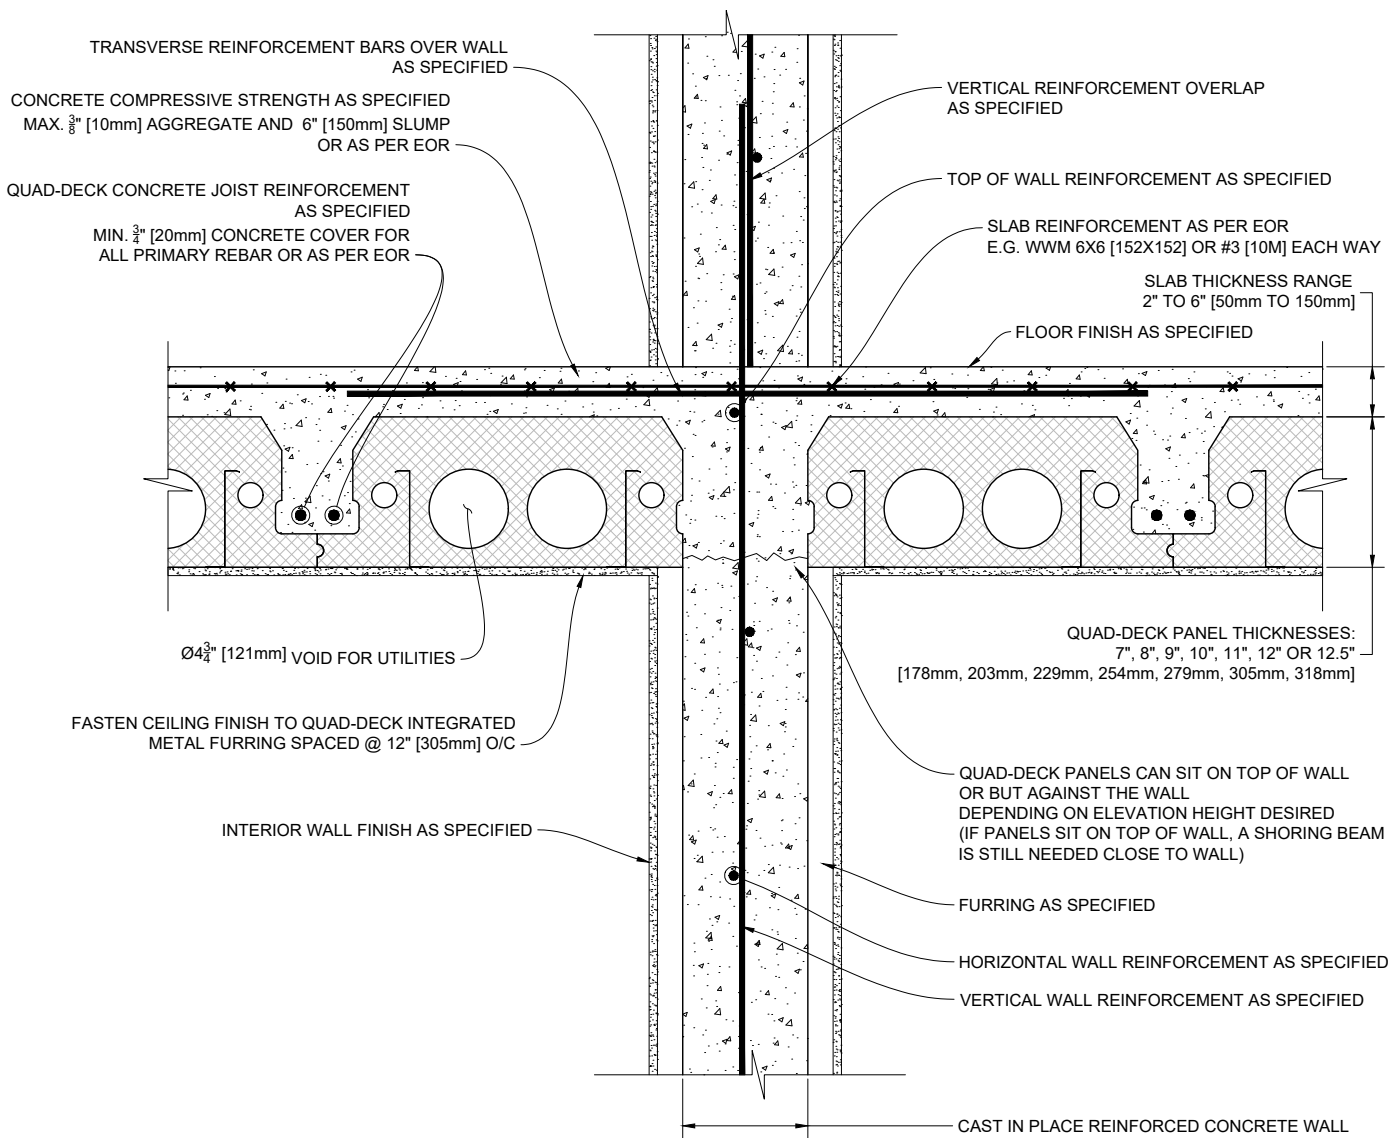 TRANSVERSE REINFORCEMENT BARS OVER WALL
AS SPECIFIED
CONCRETE COMPRESSIVE STRENGTH AS SPECIFIED
MAX. 3/8" [10mm] AGGREGATE AND 6" [150mm] SLUMP
OR AS PER EOR
QUAD-DECK CONCRETE JOIST REINFORCEMENT
AS SPECIFIED
MIN. 3/4" [20mm] CONCRETE COVER FOR
ALL PRIMARY REBAR OR AS PER EOR
VERTICAL REINFORCEMENT OVERLAP
AS SPECIFIED
TOP OF WALL REINFORCEMENT AS SPECIFIED
SLAB REINFORCEMENT AS PER EOR
E.G. WWM 6X6 [152X152] OR #3 [10M] EACH WAY
SLAB THICKNESS RANGE
2" TO 6" [50mm TO 150mm]
FLOOR FINISH AS SPECIFIED
Ø4 3/4" [121mm] VOID FOR UTILITIES
QUAD-DECK PANEL THICKNESSES:
7", 8", 9", 10", 11", 12" OR 12.5"
[178mm, 203mm, 229mm, 254mm, 279mm, 305mm, 318mm]
FASTEN CEILING FINISH TO QUAD-DECK INTEGRATED
METAL FURRING SPACED @ 12" [305mm] O/C
QUAD-DECK PANELS CAN SIT ON TOP OF WALL
OR BUT AGAINST THE WALL
DEPENDING ON ELEVATION HEIGHT DESIRED
(IF PANELS SIT ON TOP OF WALL, A SHORING BEAM
IS STILL NEEDED CLOSE TO WALL)
INTERIOR WALL FINISH AS SPECIFIED
FURRING AS SPECIFIED
HORIZONTAL WALL REINFORCEMENT AS SPECIFIED
VERTICAL WALL REINFORCEMENT AS SPECIFIED
CAST IN PLACE REINFORCED CONCRETE WALL